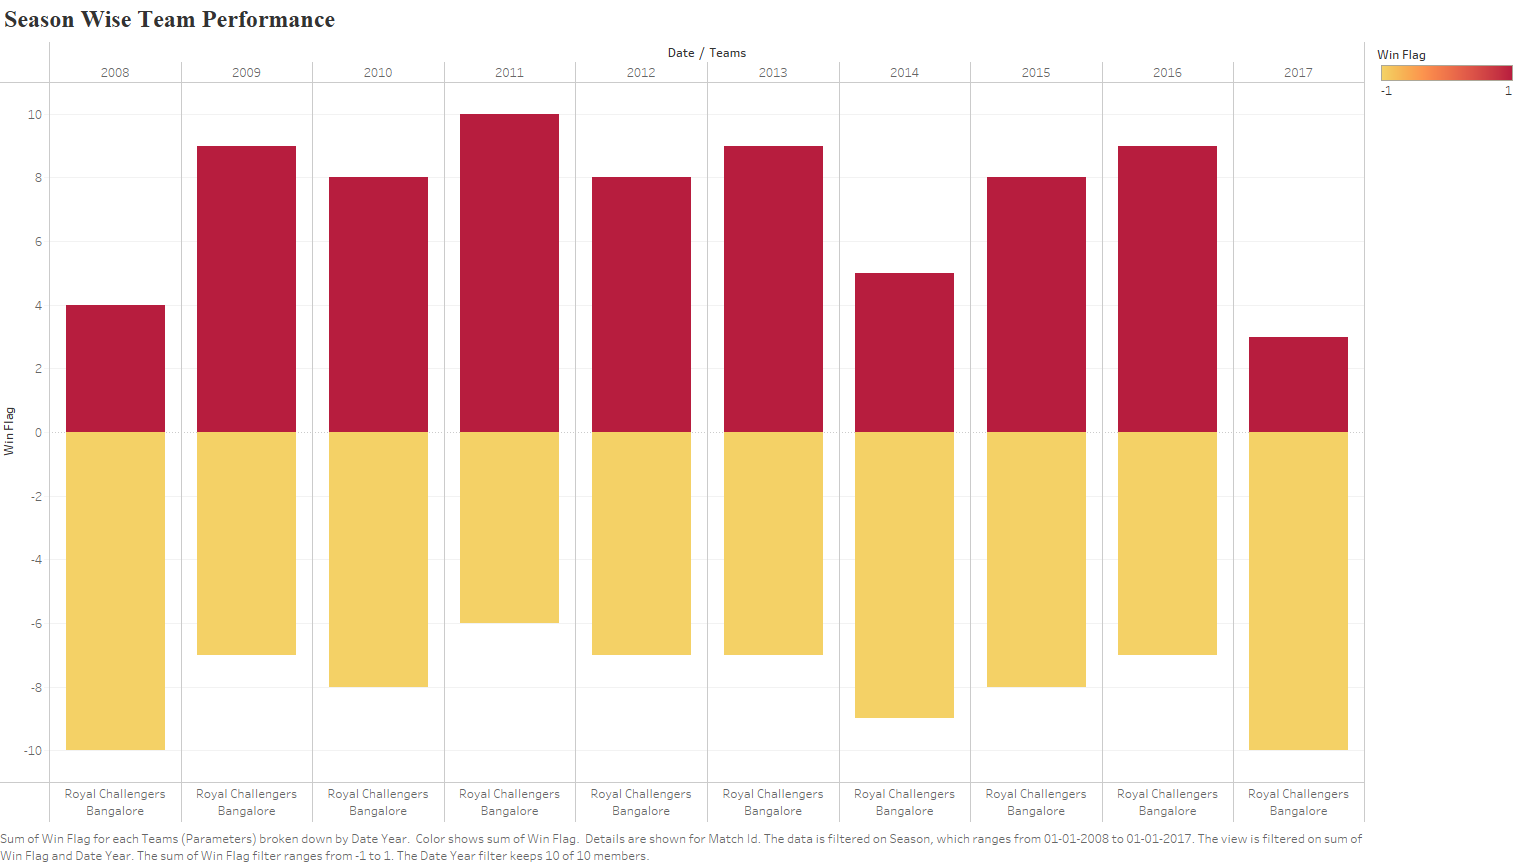 Season Wise Team Performance
Date / Teams
2008 2009 2010 2011 2012 2013 2014 2015 2016 2017
Win Flag
-1 1
10
8
6
4
2
0
-2
-4
-6
-8
-10
Win Flag
Royal Challengers Royal Challengers Royal Challengers Royal Challengers Royal Challengers Royal Challengers Royal Challengers Royal Challengers Royal Challengers Royal Challengers
Bangalore Bangalore Bangalore Bangalore Bangalore Bangalore Bangalore Bangalore Bangalore Bangalore
Sum of Win Flag for each Teams (Parameters) broken down by Date Year.  Color shows sum of Win Flag.  Details are shown for Match Id. The data is filtered on Season, which ranges from 01-01-2008 to 01-01-2017. The view is filtered on sum of
Win Flag and Date Year. The sum of Win Flag filter ranges from -1 to 1. The Date Year filter keeps 10 of 10 members.